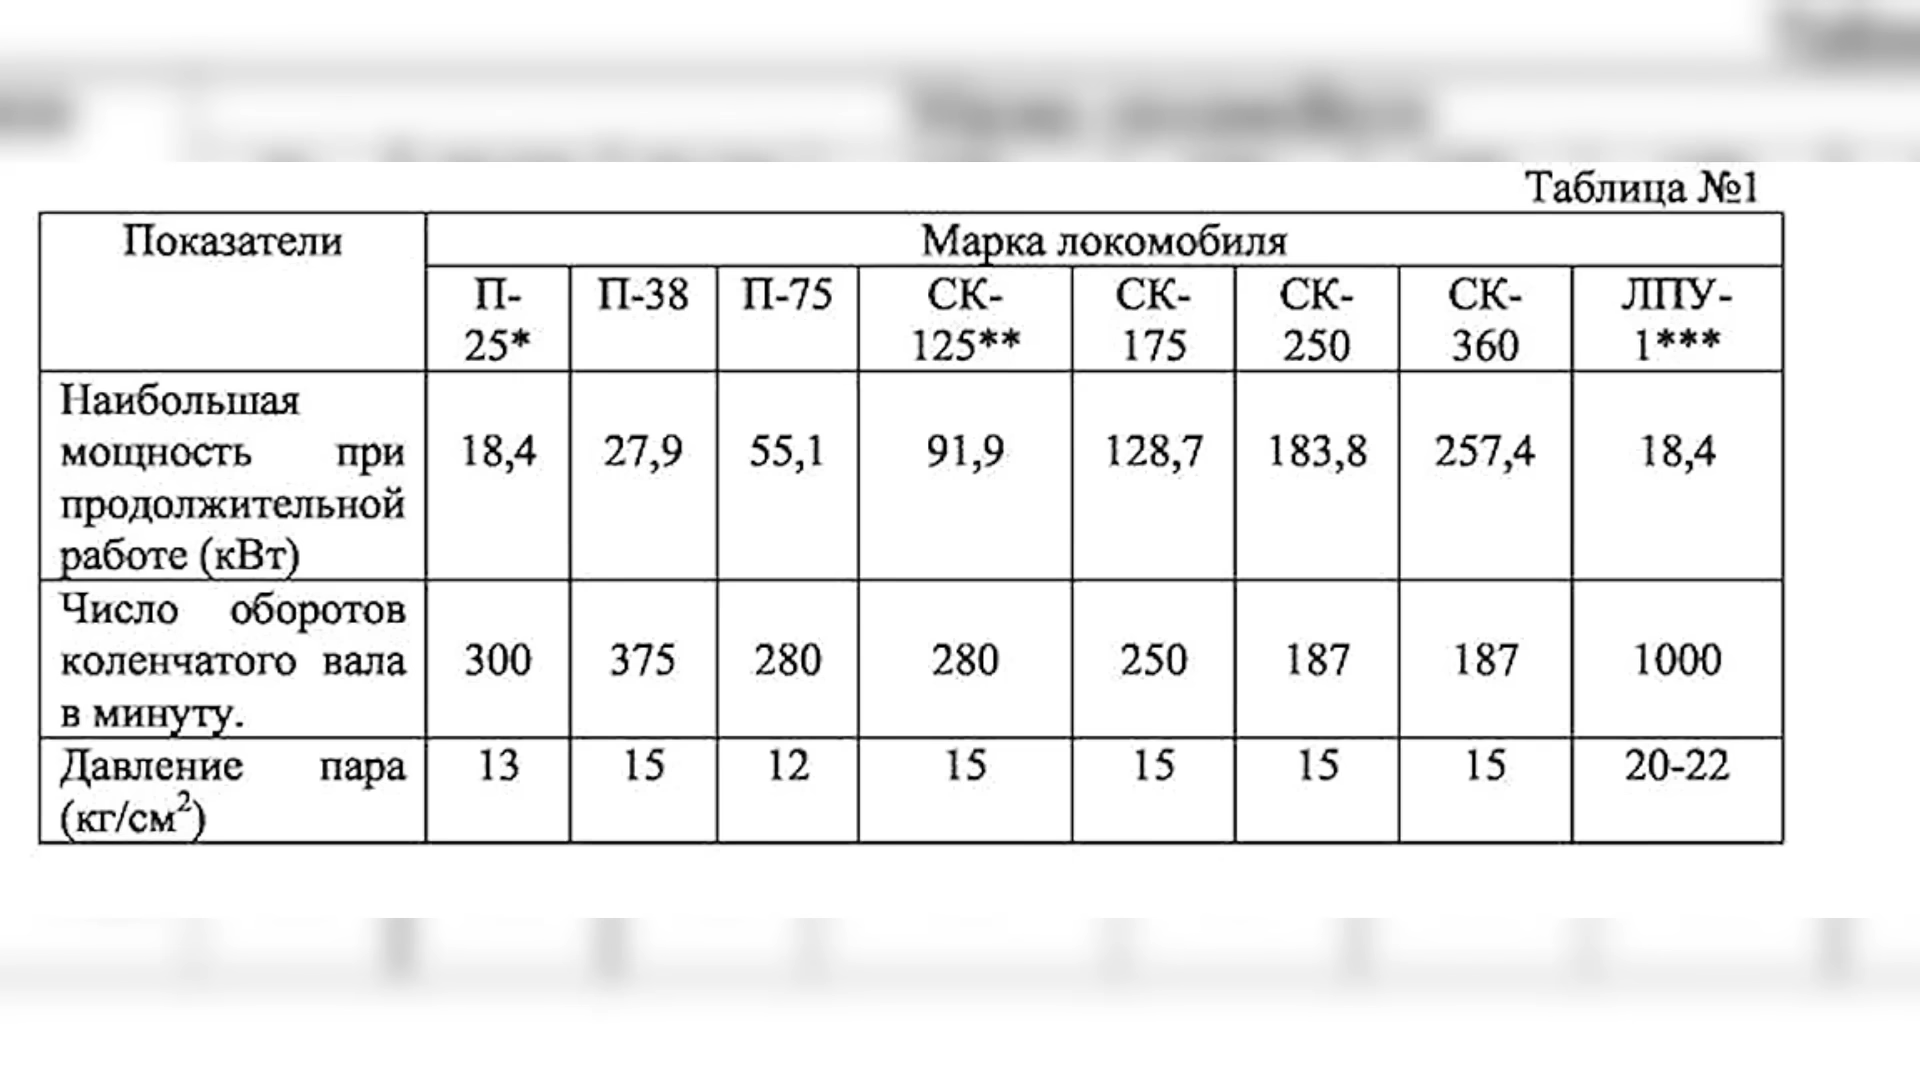 Таблица №1
Показатели
Марка локомобиля
П-
25*
П-38
П-75
СК-
125**
СК-
175
СК-
250
СК-
360
ЛПУ-
1***
Наибольшая
мощность при
продолжительной
работе (кВт)
18,4
27,9
55,1
91,9
128,7
183,8
257,4
18,4
Число оборотов
коленчатого вала
в минуту.
300
375
280
280
250
187
187
1000
Давление пара
(кг/см²)
13
15
12
15
15
15
15
20-22